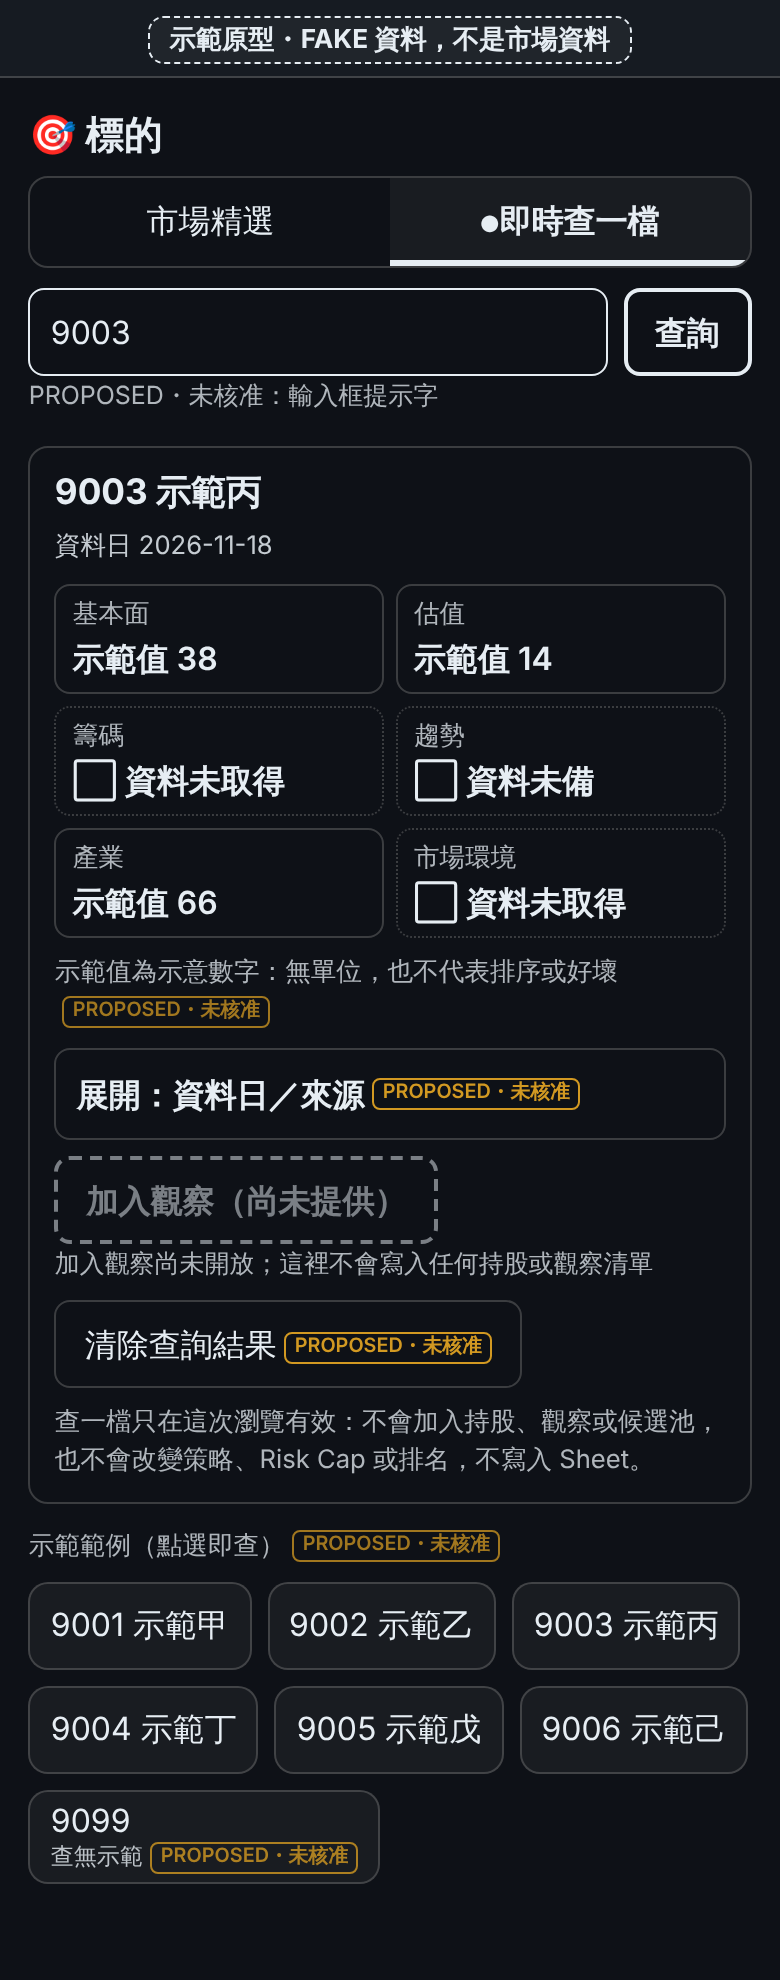 示範原型・FAKE 資料，不是市場資料
🎯 標的
市場精選
●即時查一檔
9003
查詢
PROPOSED・未核准：輸入框提示字
9003 示範丙
資料日 2026-11-18
基本面
示範值 38
估值
示範值 14
籌碼
□ 資料未取得
趨勢
□ 資料未備
產業
示範值 66
市場環境
□ 資料未取得
示範值為示意數字：無單位，也不代表排序或好壞
PROPOSED・未核准
展開：資料日／來源 PROPOSED・未核准
加入觀察（尚未提供）
加入觀察尚未開放；這裡不會寫入任何持股或觀察清單
清除查詢結果 PROPOSED・未核准
查一檔只在這次瀏覽有效：不會加入持股、觀察或候選池，
也不會改變策略、Risk Cap 或排名，不寫入 Sheet。
示範範例（點選即查） PROPOSED・未核准
9001 示範甲
9002 示範乙
9003 示範丙
9004 示範丁
9005 示範戊
9006 示範己
9099
查無示範 PROPOSED・未核准